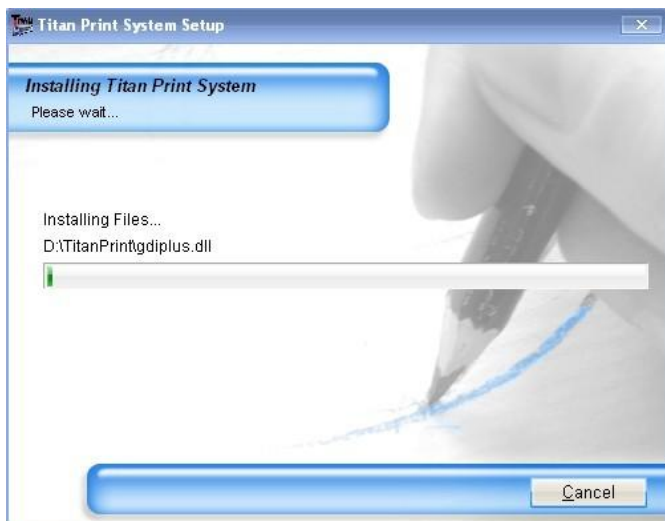 Titan Print System Setup
Installing Titan Print System
Please wait...
Installing Files...
D:\TitanPrint\gdiplus.dll
Cancel